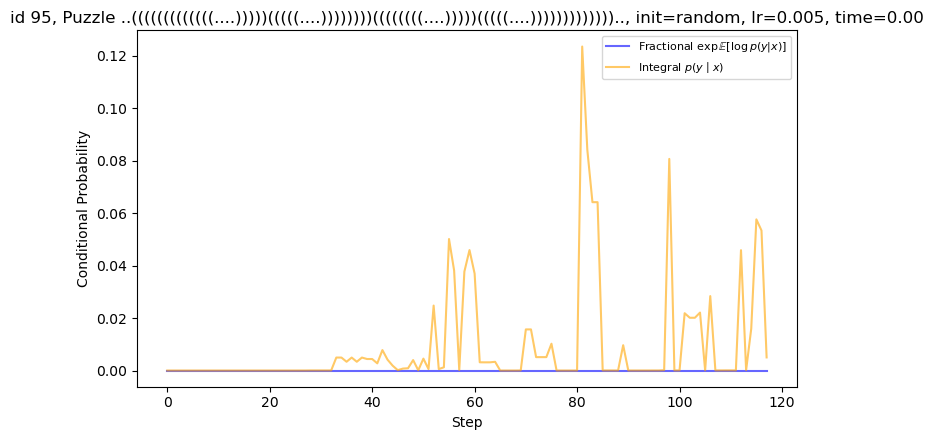 id 95, Puzzle ..(((((((((((((....)))))(((((....))))))))((((((((....)))))(((((....)))))))))))))).., init=random, lr=0.005, time=0.00
Fractional exp𝔼[log p(y|x)]
Integral p(y | x)
Conditional Probability
0.12
0.10
0.08
0.06
0.04
0.02
0.00
0 20 40 60 80 100 120
Step